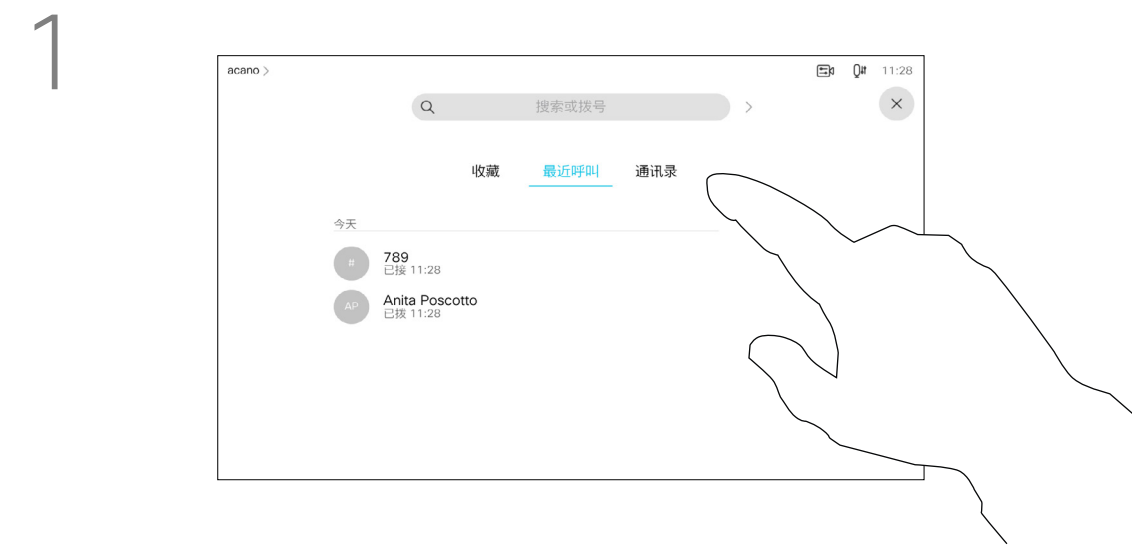 1
acano >
11:28
搜索或拨号
收藏 最近呼叫 通讯录
今天
#
789
已接 11:28
AP
Anita Poscotto
已拨 11:28